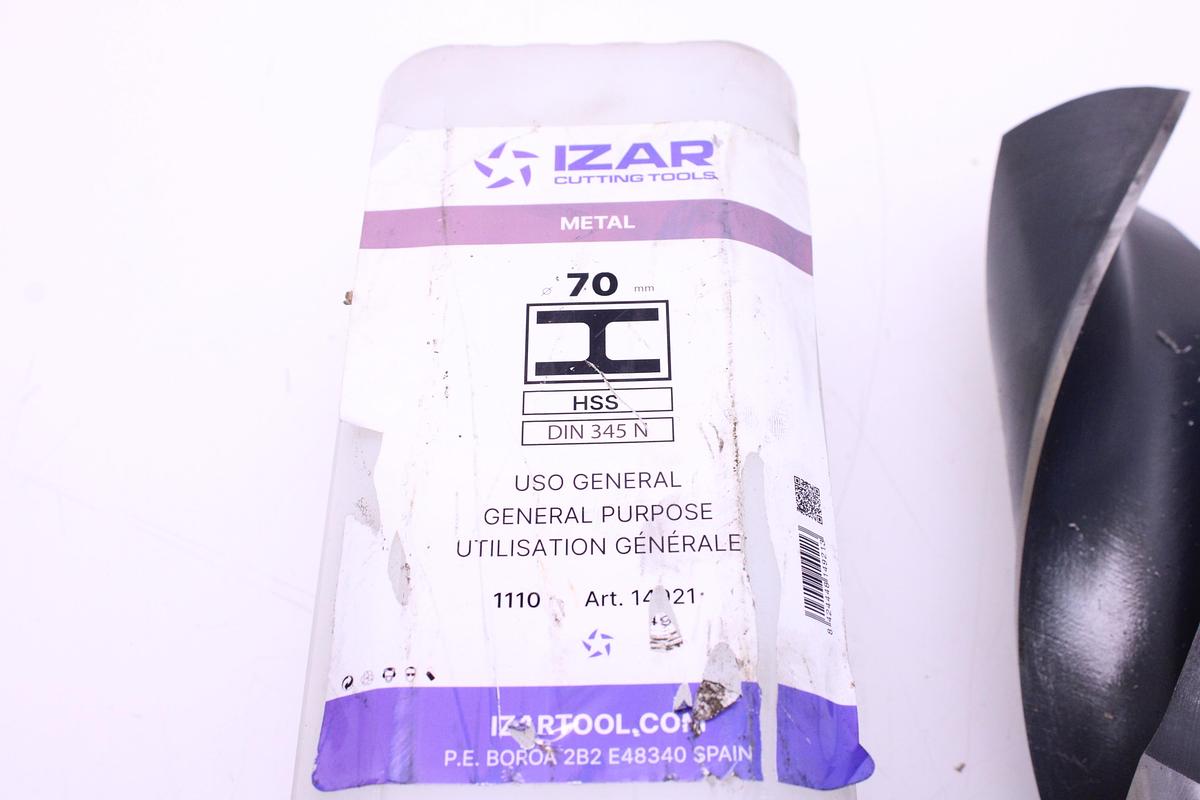 IZAR
CUTTING TOOLS
METAL
ø 70 mm
HSS
DIN 345 N
USO GENERAL
GENERAL PURPOSE
UTILISATION GÉNÉRALE
1110 Art.
IZARTOOL.COM
P.E. BOROA 2B2 E48340 SPAIN